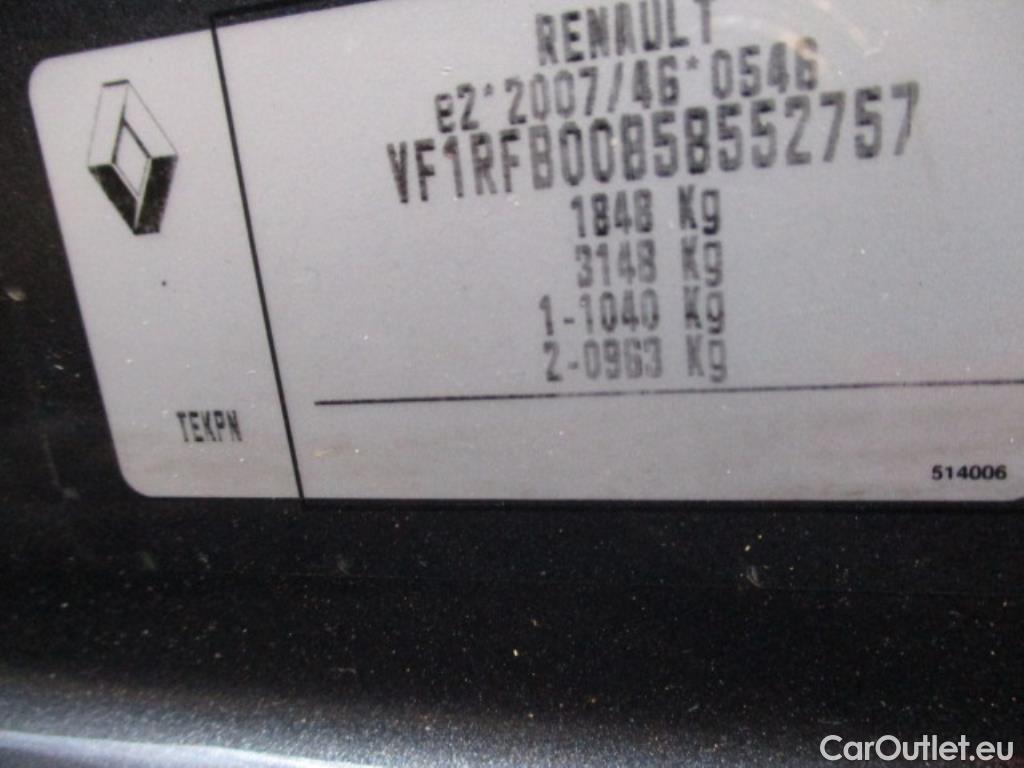 RENAULT
e2*2007/46*0546
VF1RFB00858552757
1848 Kg
3148 Kg
1-1040 Kg
2-0963 Kg
TEKPN
514006
CarOutlet.eu